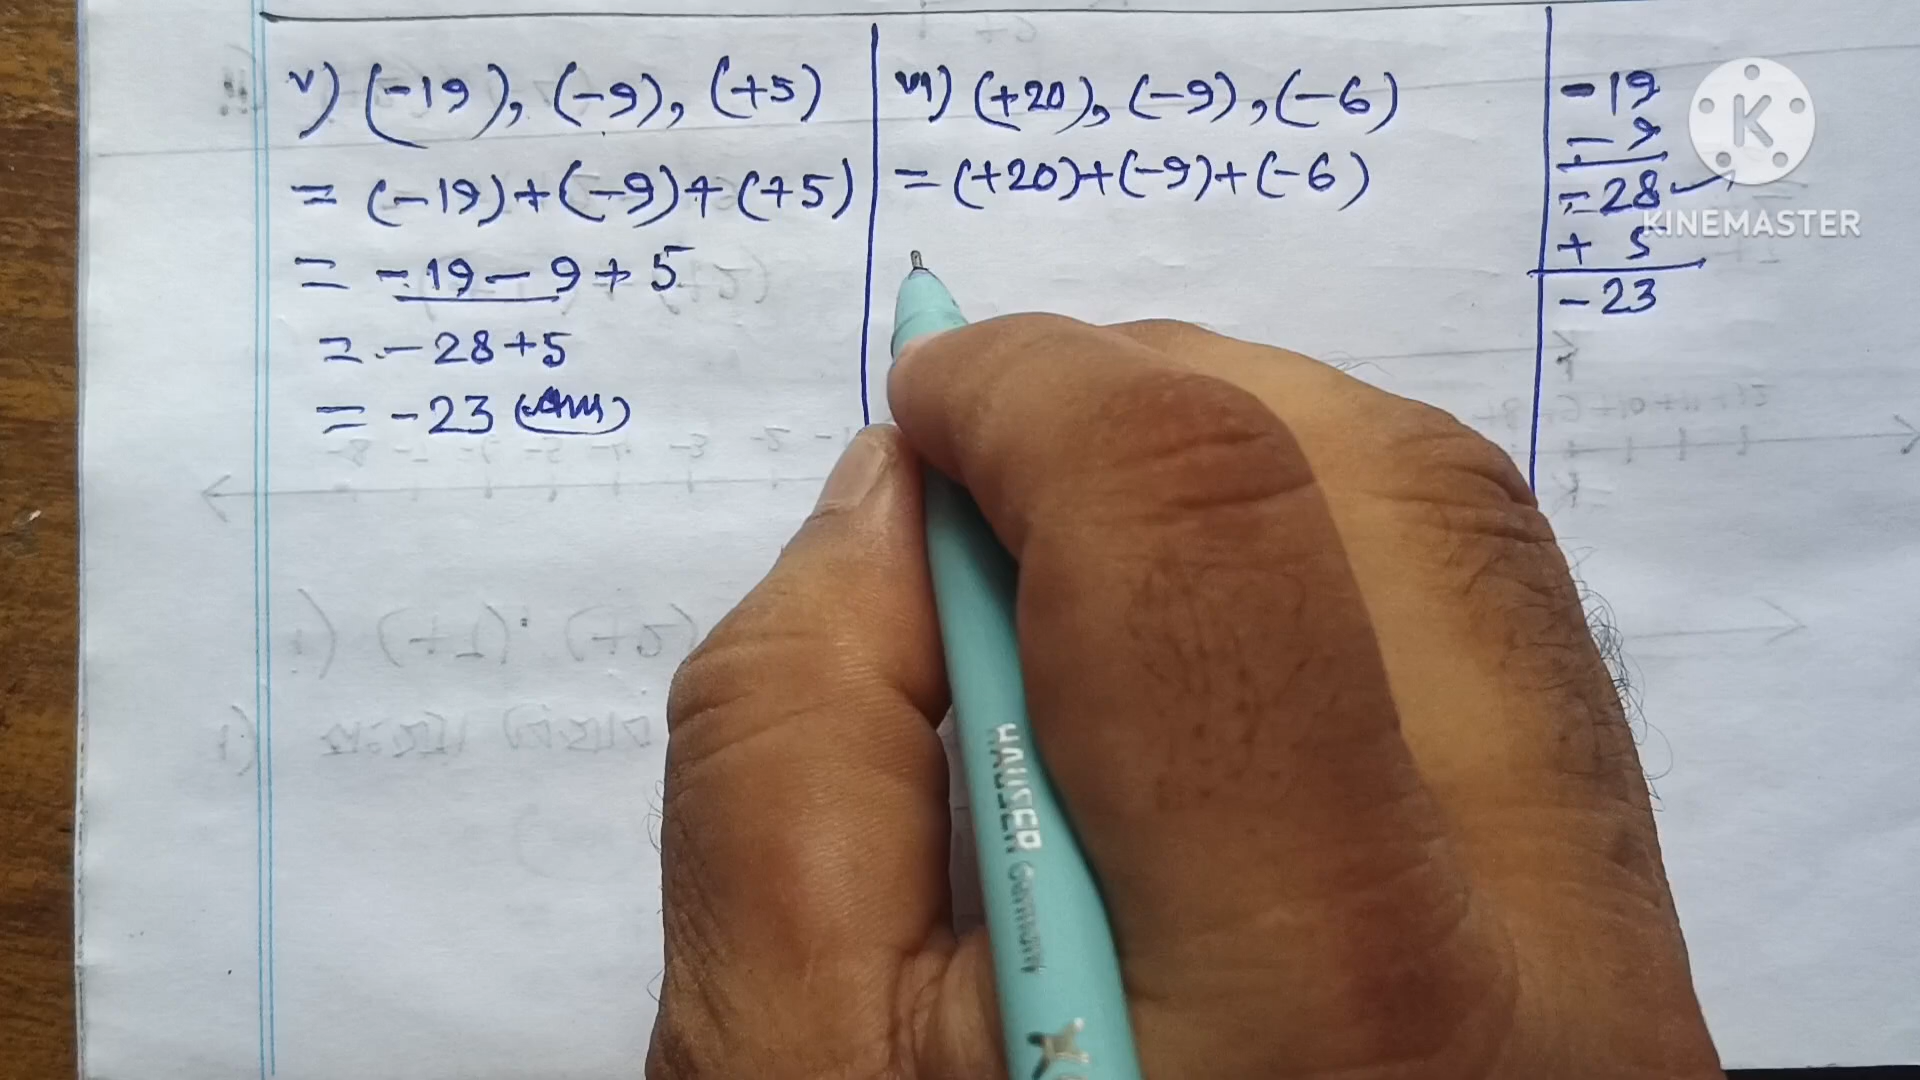 v) (-19), (-9), (+5)
= (-19)+(-9)+(+5)
= -19-9+5
= -28+5
= -23 (Ans)
vi) (+20), (-9), (-6)
= (+20)+(-9)+(-6)
-19
-9
-28
+ 5
-23
K
KINEMASTER
HAUSER